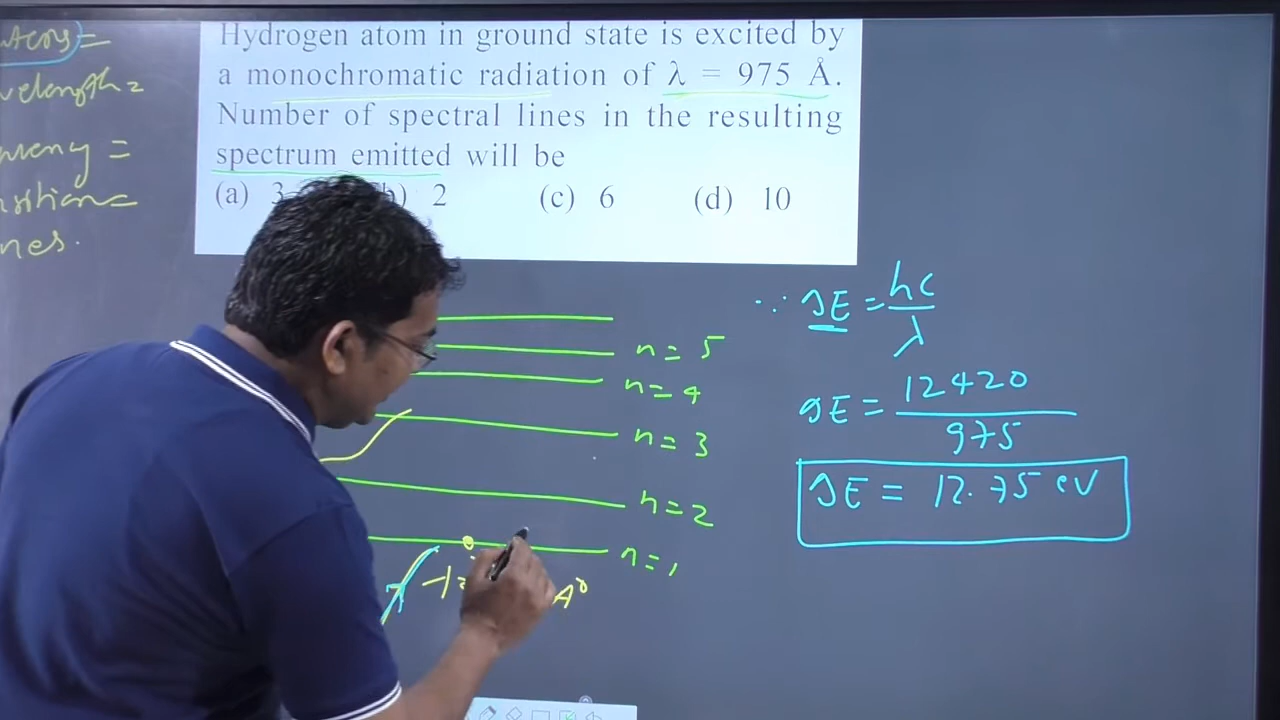 Hydrogen atom in ground state is excited by
a monochromatic radiation of λ = 975 Å.
Number of spectral lines in the resulting
spectrum emitted will be
(a) 3 b) 2 (c) 6 (d) 10
=
velength=
=
=
nes.
n = 5
n = 4
n = 3
n = 2
n = 1
A°
∵ ΔE = hc/λ
ΔE = 12420/975
ΔE = 12.75 eV